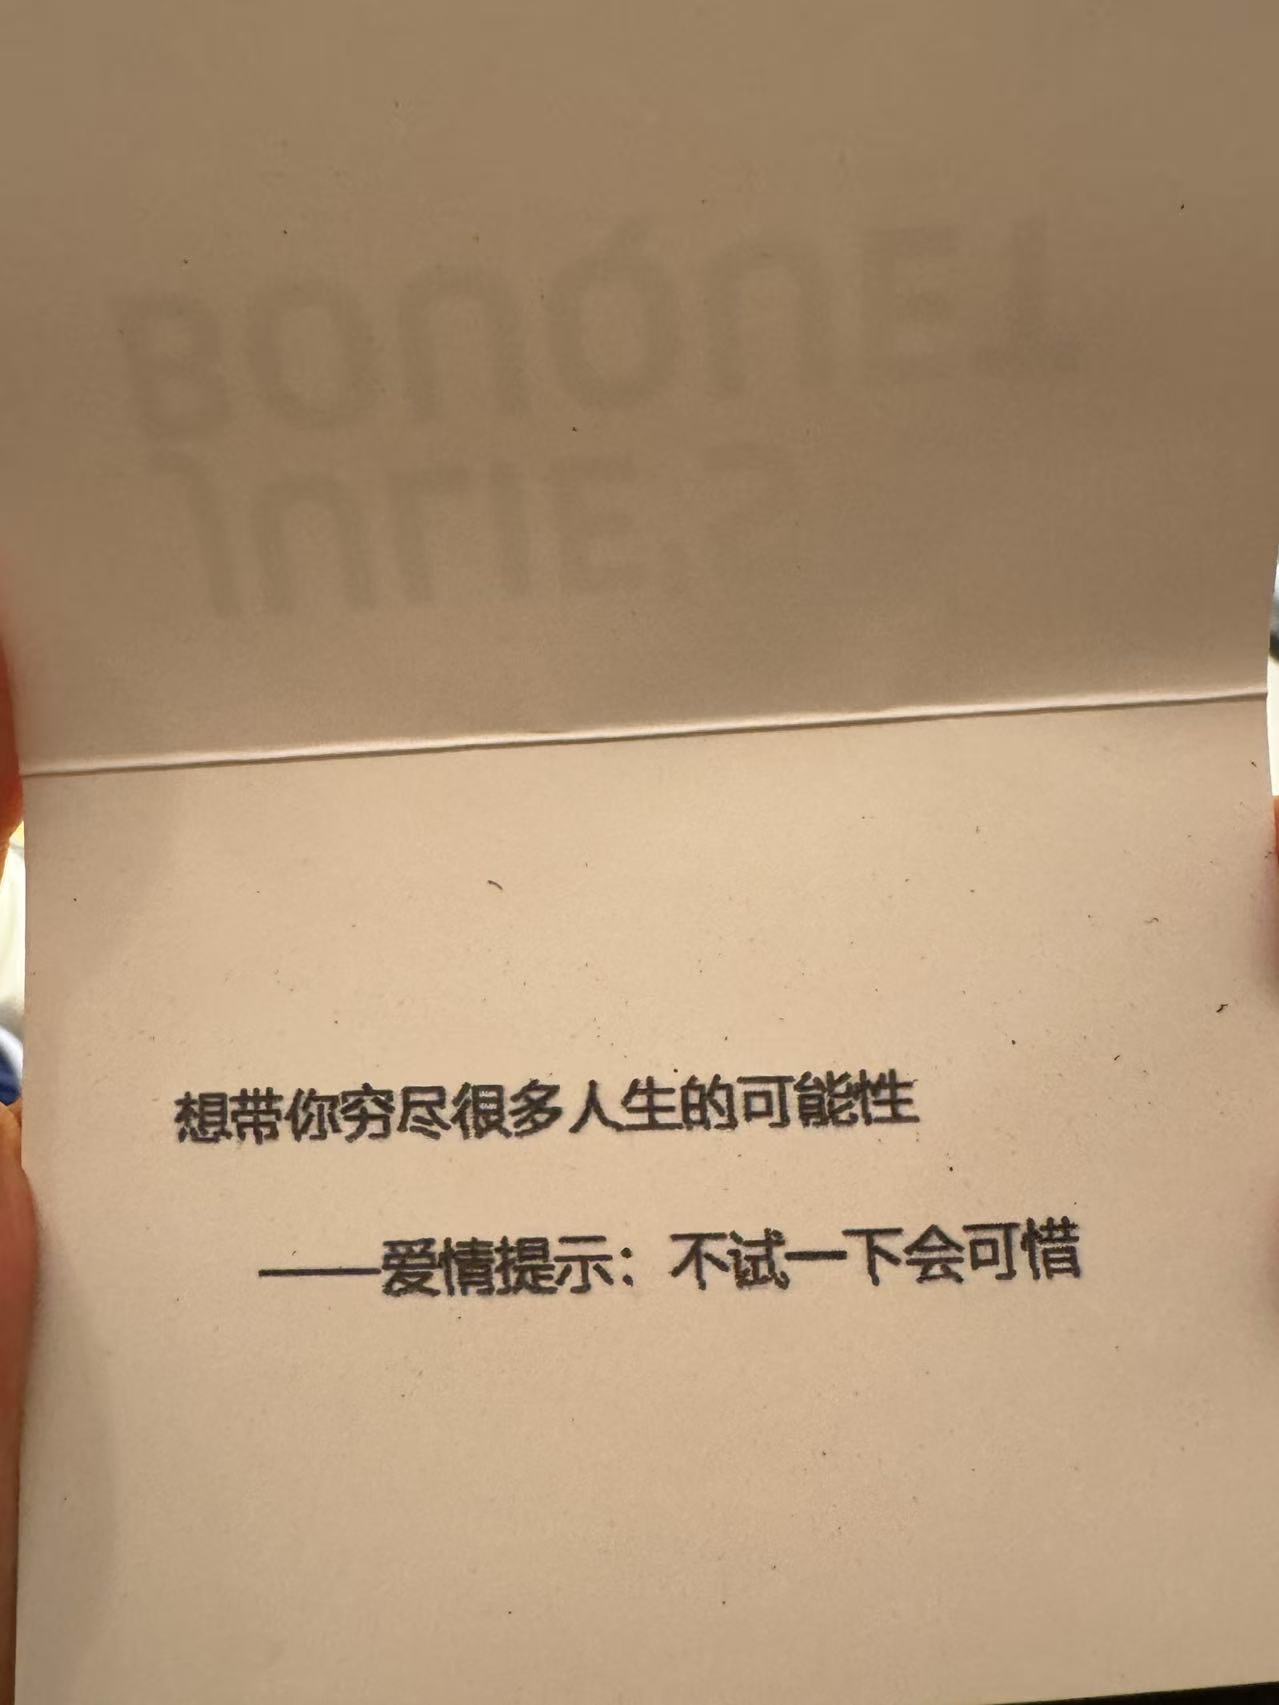 想带你穷尽很多人生的可能性
——爱情提示：不试一下会可惜